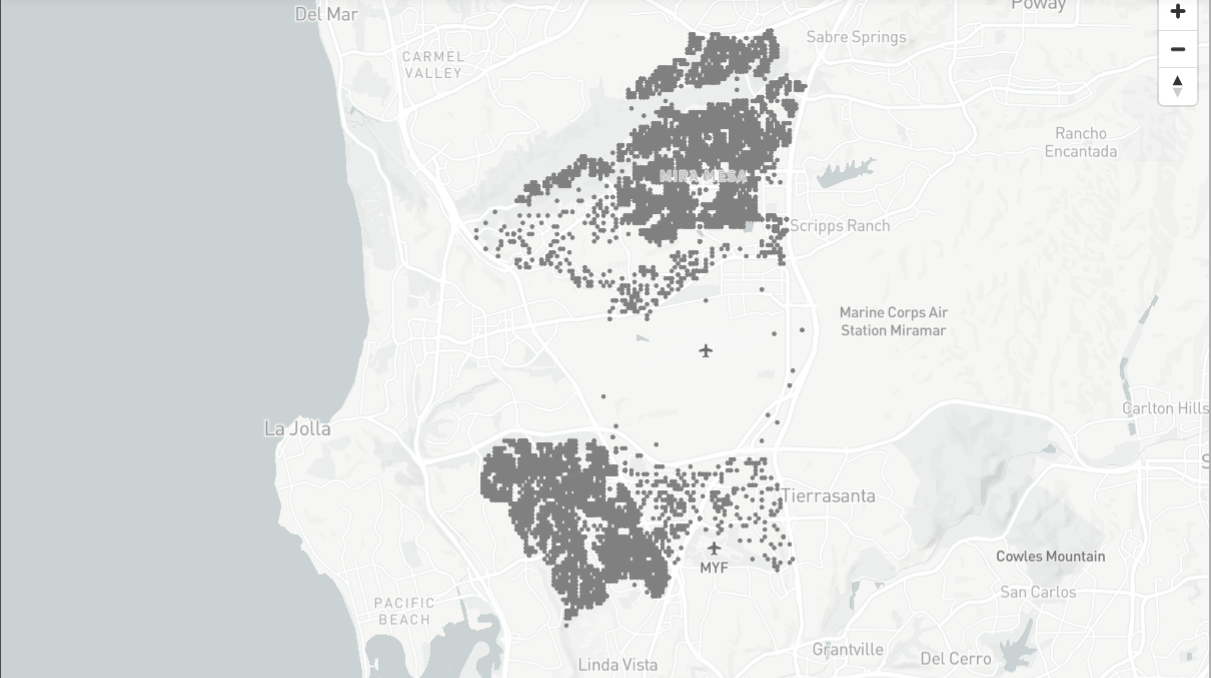 Del Mar
Poway
Sabre Springs
CARMEL
VALLEY
Rancho
Encantada
MIRA MESA
Scripps Ranch
Marine Corps Air
Station Miramar
Carlton Hills
La Jolla
Tierrasanta
Cowles Mountain
MYF
San Carlos
PACIFIC
BEACH
Grantville
Del Cerro
Linda Vista